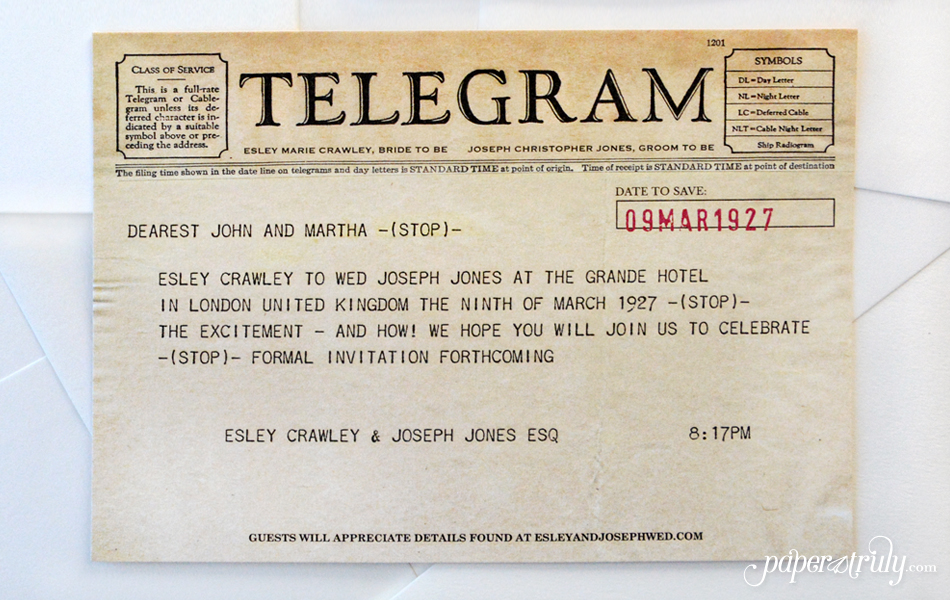 1201
CLASS OF SERVICE
This is a full-rate
Telegram or Cable-
gram unless its de-
ferred character is in-
dicated by a suitable
symbol above or pre-
ceding the address.
TELEGRAM
SYMBOLS
DL=Day Letter
NL=Night Letter
LC=Deferred Cable
NLT=Cable Night Letter
Ship Radiogram
ESLEY MARIE CRAWLEY, BRIDE TO BE JOSEPH CHRISTOPHER JONES, GROOM TO BE
The filing time shown in the date line on telegrams and day letters is STANDARD TIME at point of origin. Time of receipt is STANDARD TIME at point of destination
DATE TO SAVE:
09MAR1927
DEAREST JOHN AND MARTHA -(STOP)-
ESLEY CRAWLEY TO WED JOSEPH JONES AT THE GRANDE HOTEL
IN LONDON UNITED KINGDOM THE NINTH OF MARCH 1927 -(STOP)-
THE EXCITEMENT - AND HOW! WE HOPE YOU WILL JOIN US TO CELEBRATE
-(STOP)- FORMAL INVITATION FORTHCOMING
ESLEY CRAWLEY & JOSEPH JONES ESQ 8:17PM
GUESTS WILL APPRECIATE DETAILS FOUND AT ESLEYANDJOSEPHWED.COM
papertruly.com